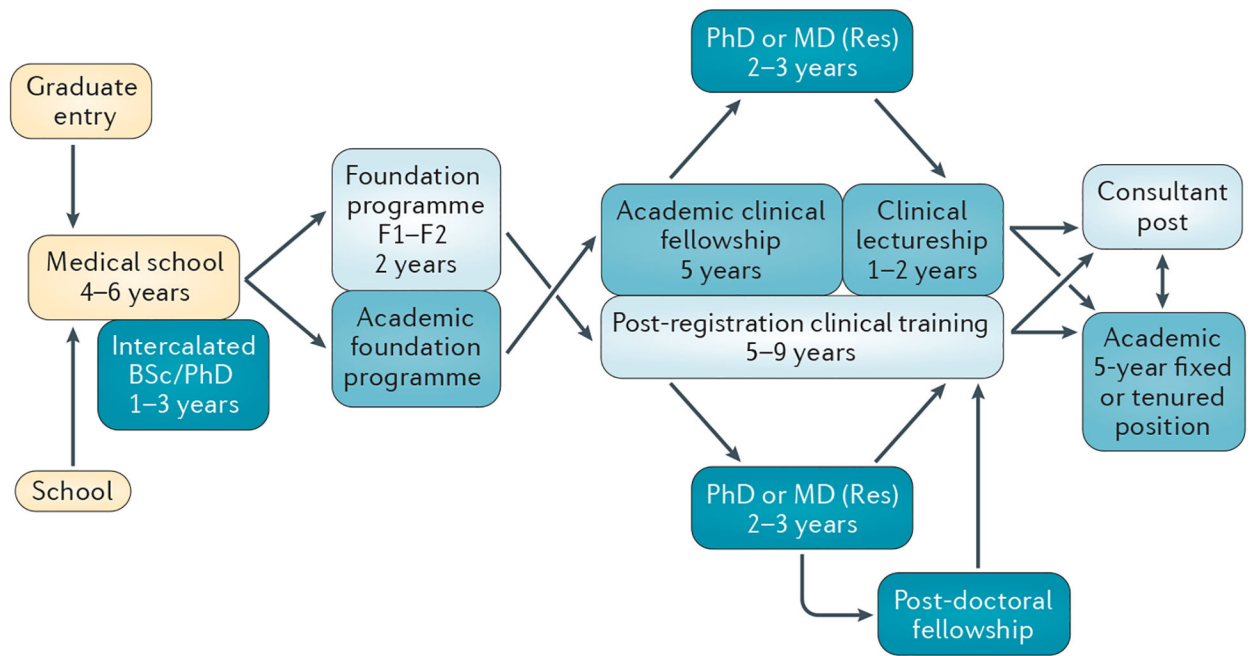 Graduate
entry
Medical school
4–6 years
Intercalated
BSc/PhD
1–3 years
School
Foundation
programme
F1–F2
2 years
Academic
foundation
programme
PhD or MD (Res)
2–3 years
Academic clinical
fellowship
5 years
Clinical
lectureship
1–2 years
Post-registration clinical training
5–9 years
PhD or MD (Res)
2–3 years
Post-doctoral
fellowship
Consultant
post
Academic
5-year fixed
or tenured
position